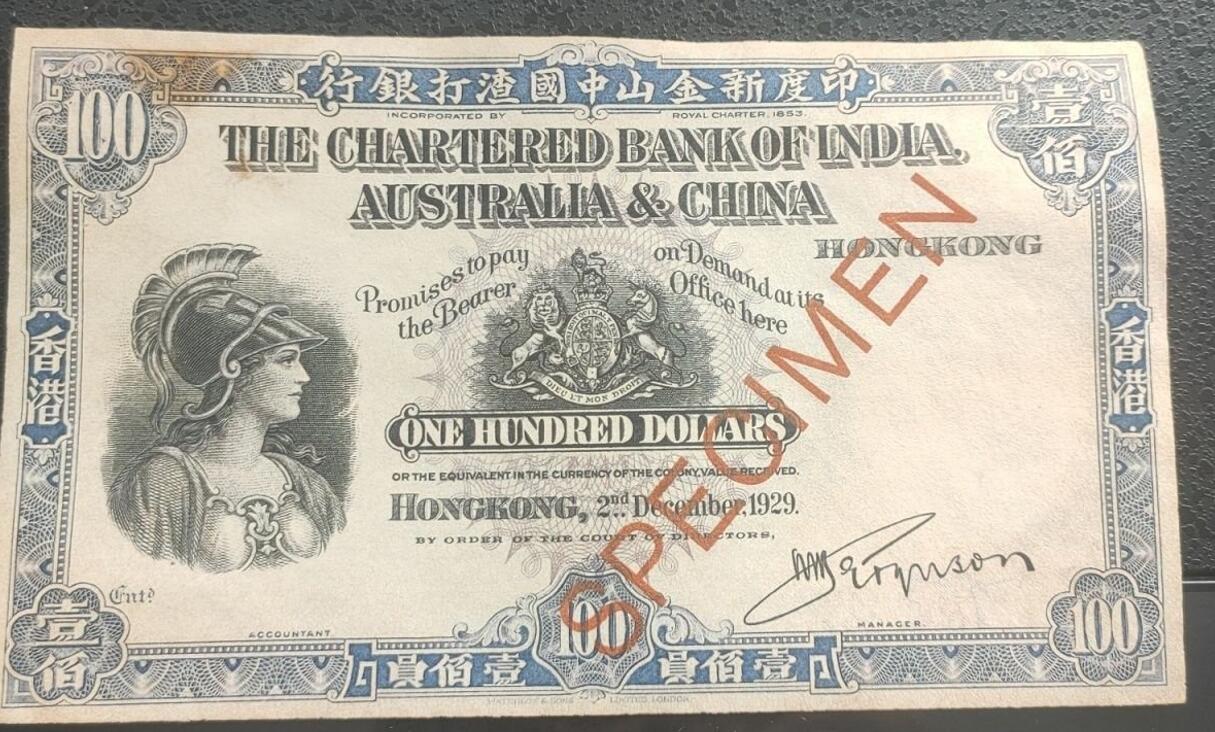 印度新金山中國渣打銀行
100
壹佰
INCORPORATED BY ROYAL CHARTER, 1853.
THE CHARTERED BANK OF INDIA,
AUSTRALIA & CHINA
HONGKONG
Promises to pay
the Bearer
on Demand at its
Office here
DIEU ET MON DROIT
香港
香港
ONE HUNDRED DOLLARS
OR THE EQUIVALENT IN THE CURRENCY OF THE COLONY, VALUE RECEIVED.
HONGKONG, 2nd December, 1929.
BY ORDER OF THE COURT OF DIRECTORS,
SPECIMEN
Entd
ACCOUNTANT.
MANAGER.
壹佰
100
100
壹佰員
壹佰員
WATERLOW & SONS LIMITED, LONDON